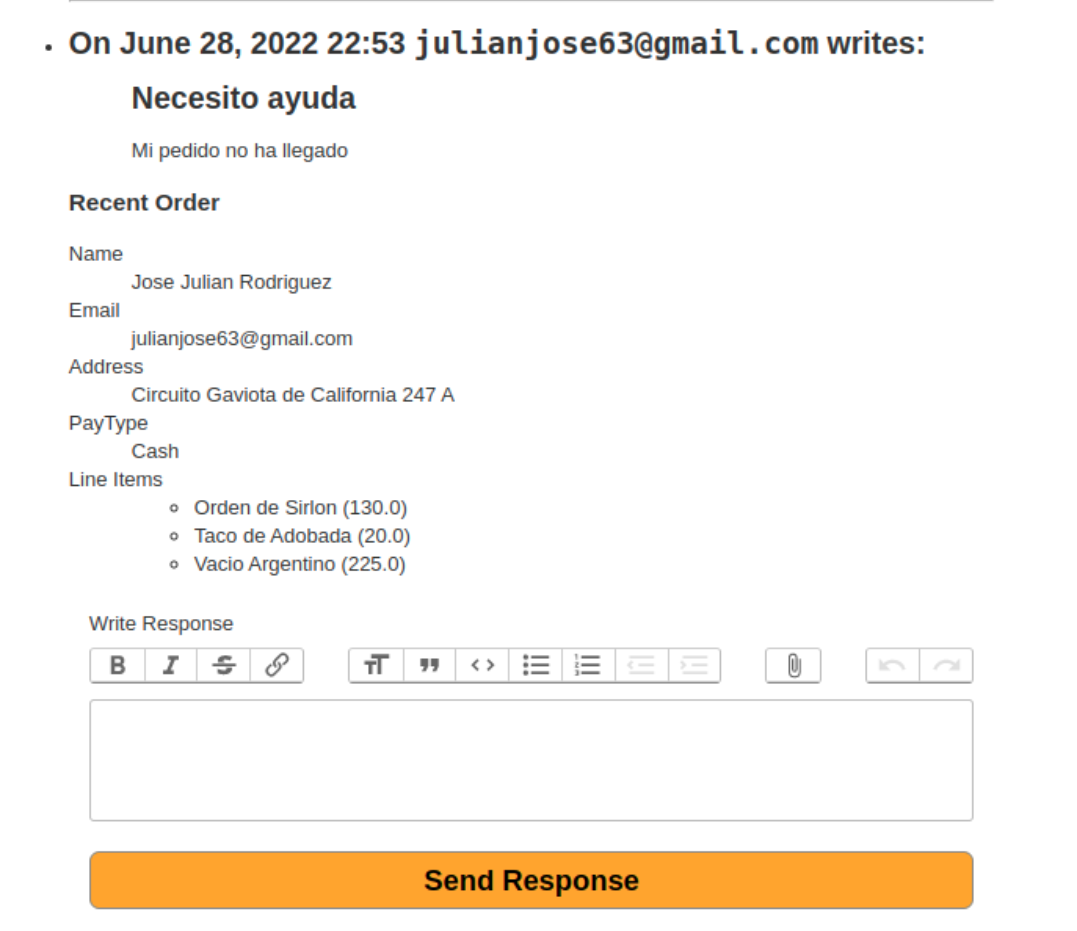 On June 28, 2022 22:53 julianjose63@gmail.com writes:
Necesito ayuda
Mi pedido no ha llegado
Recent Order
Name
Jose Julian Rodriguez
Email
julianjose63@gmail.com
Address
Circuito Gaviota de California 247 A
PayType
Cash
Line Items
Orden de Sirlon (130.0)
Taco de Adobada (20.0)
Vacio Argentino (225.0)
Write Response
Send Response